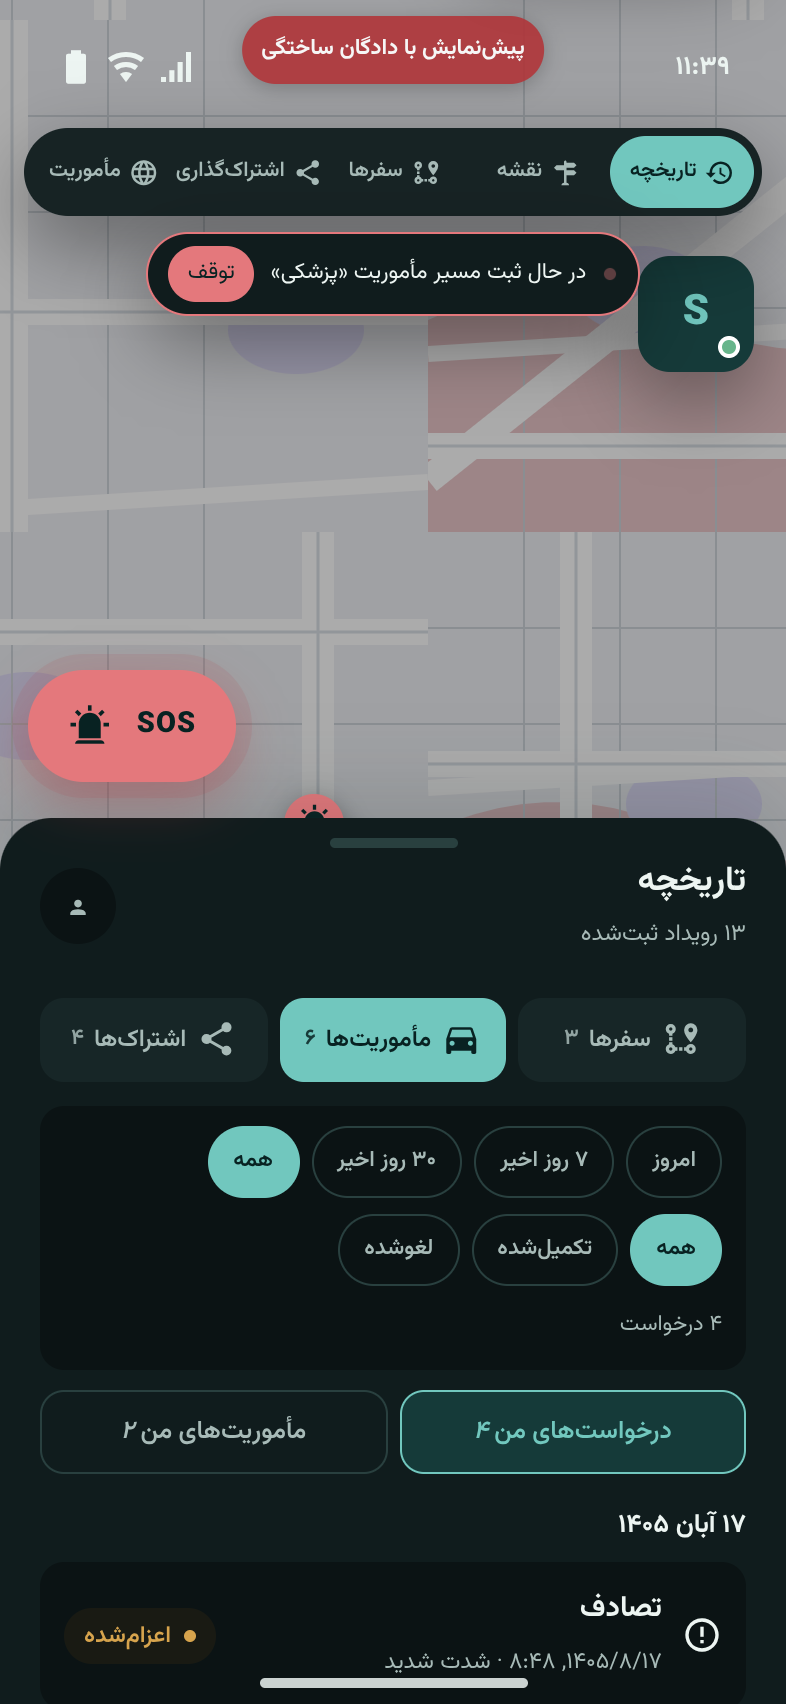 پیش‌نمایش با دادگان ساختگی
۱۱:۳۹
تاریخچه
نقشه
سفرها
اشتراک‌گذاری
مأموریت
در حال ثبت مسیر مأموریت «پزشکی»
توقف
S
SOS
تاریخچه
۱۳ رویداد ثبت‌شده
سفرها ۳
مأموریت‌ها ۶
اشتراک‌ها ۴
امروز
۷ روز اخیر
۳۰ روز اخیر
همه
همه
تکمیل‌شده
لغوشده
۴ درخواست
درخواست‌های من ۴
مأموریت‌های من ۲
۱۷ آبان ۱۴۰۵
تصادف
اعزام‌شده
۱۴۰۵/۸/۱۷, ۸:۴۸ · شدت شدید